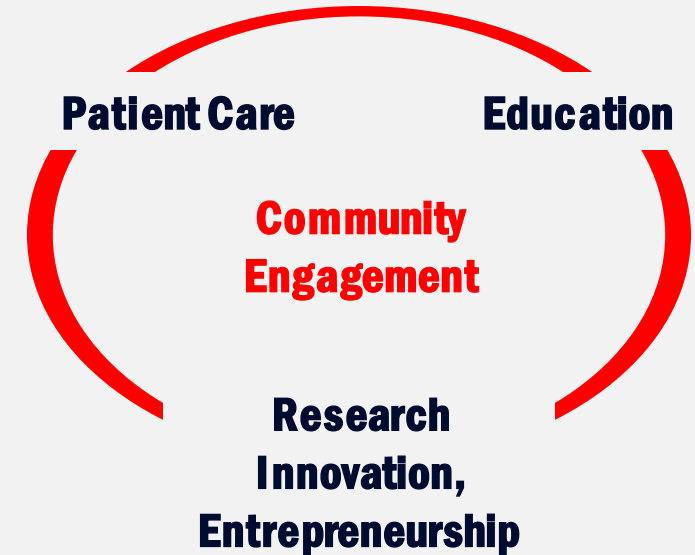 Patient Care
Education
Community
Engagement
Research
Innovation,
Entrepreneurship